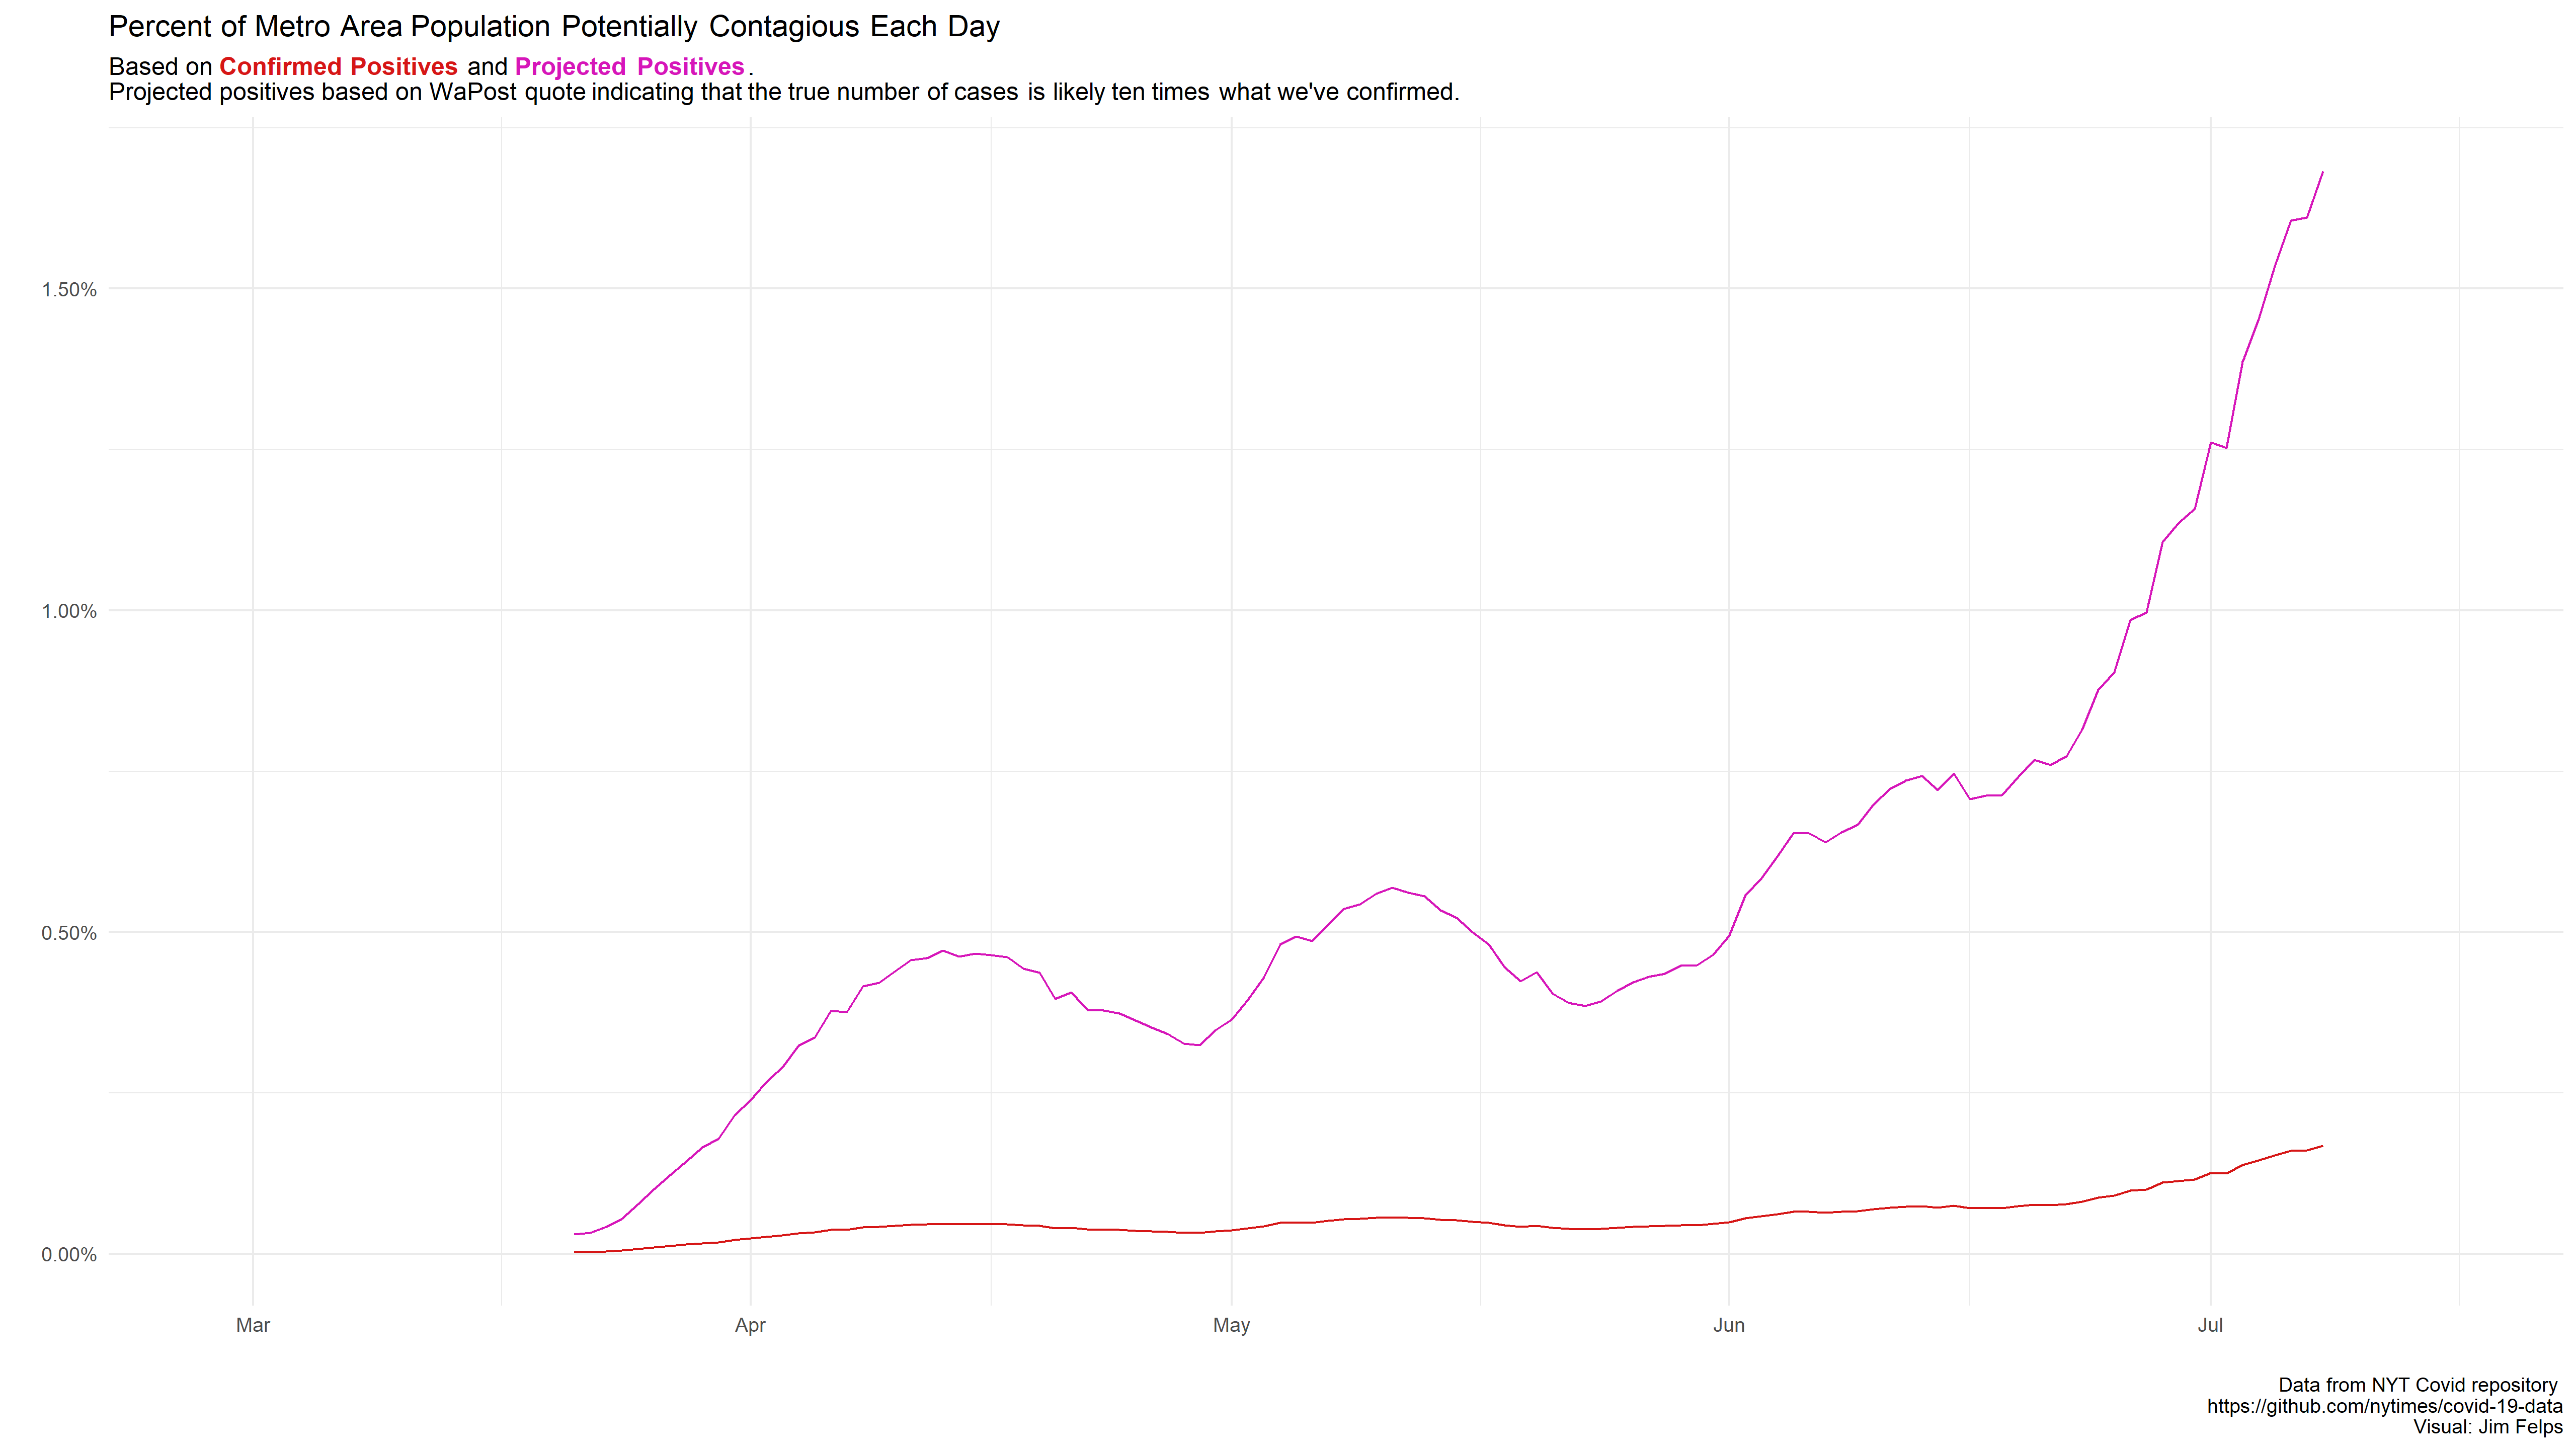 Percent of Metro Area Population Potentially Contagious Each Day
Based on Confirmed Positives and Projected Positives.
Projected positives based on WaPost quote indicating that the true number of cases is likely ten times what we've confirmed.
1.50%
1.00%
0.50%
0.00%
Mar Apr May Jun Jul
Data from NYT Covid repository
https://github.com/nytimes/covid-19-data
Visual: Jim Felps